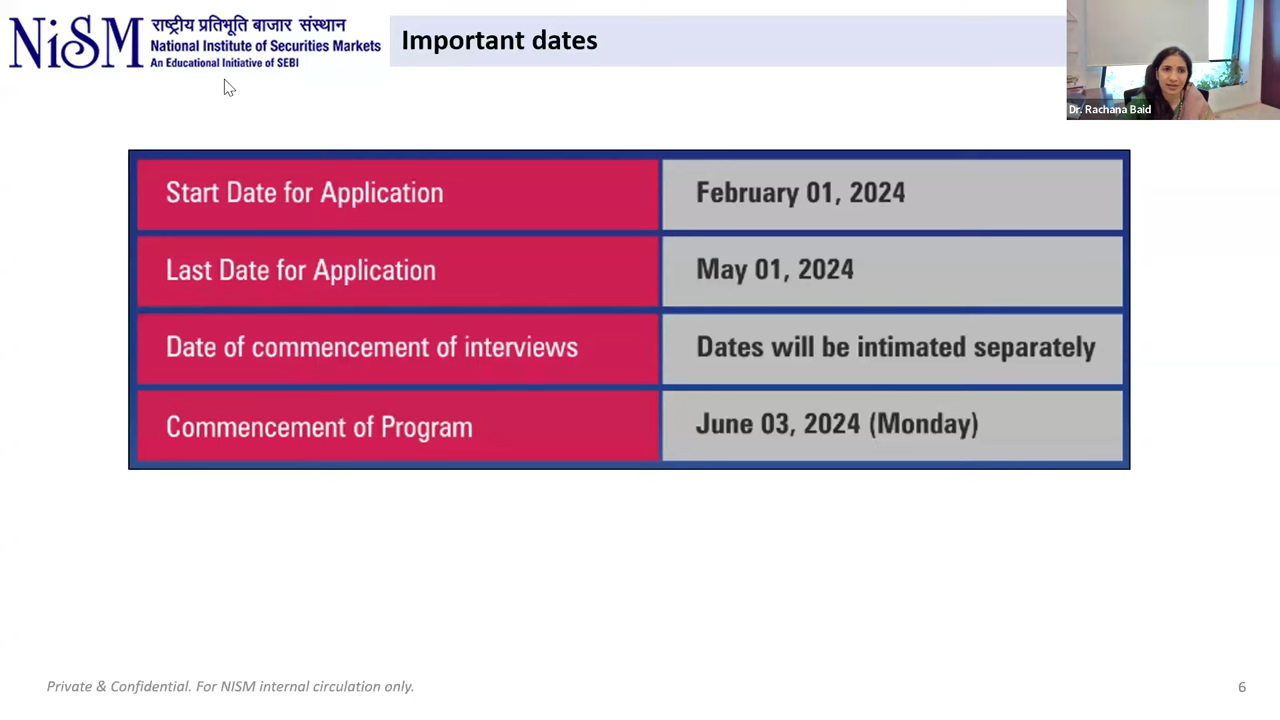 NiSM
राष्ट्रीय प्रतिभूति बाजार संस्थान
National Institute of Securities Markets
An Educational Initiative of SEBI
Important dates
Dr. Rachana Baid
Start Date for Application February 01, 2024
Last Date for Application May 01, 2024
Date of commencement of interviews Dates will be intimated separately
Commencement of Program June 03, 2024 (Monday)
Private & Confidential. For NISM internal circulation only.
6